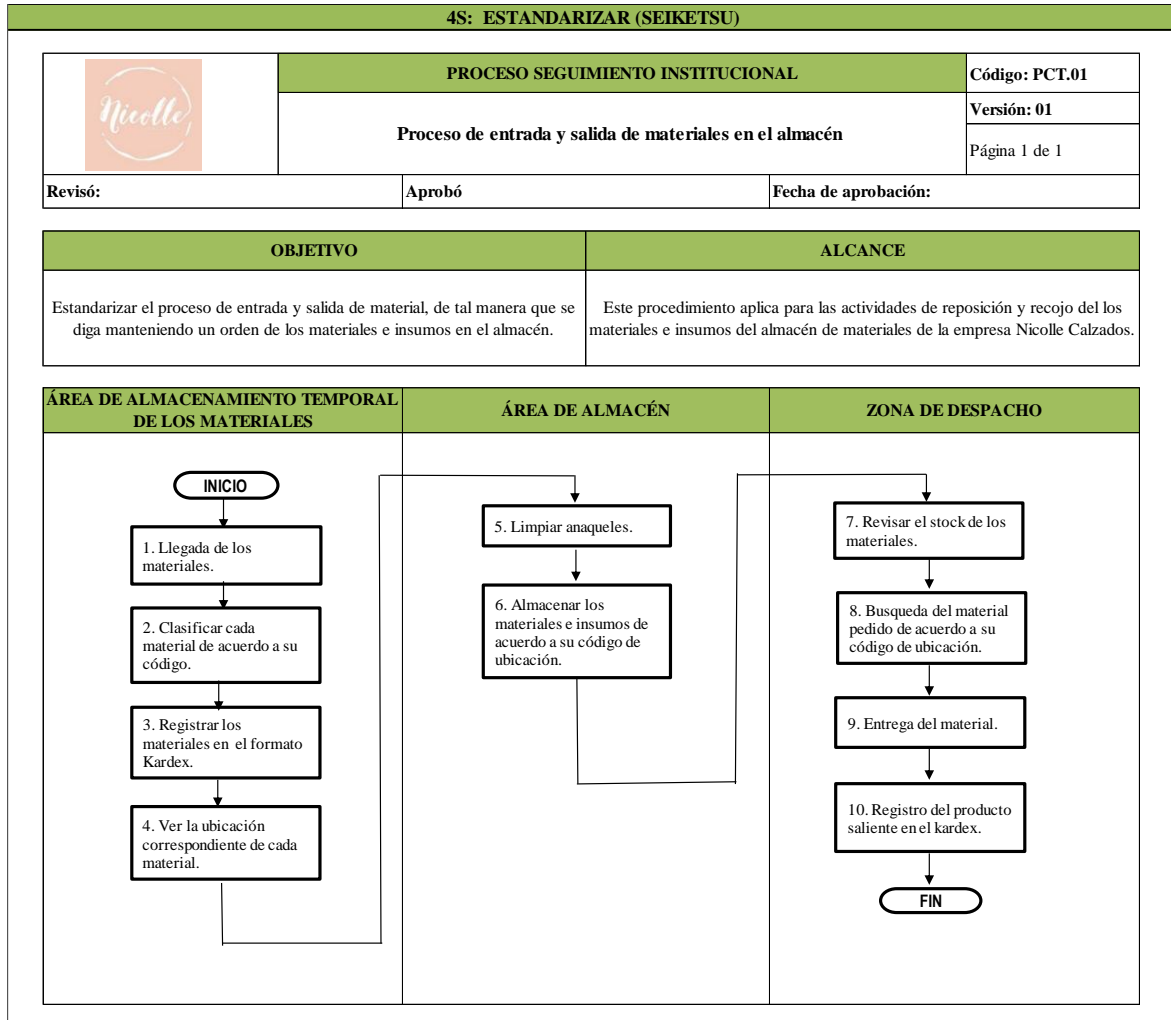 4S: ESTANDARIZAR (SEIKETSU)
Nicolle
PROCESO SEGUIMIENTO INSTITUCIONAL
Código: PCT.01
Proceso de entrada y salida de materiales en el almacén
Versión: 01
Página 1 de 1
Revisó:
Aprobó
Fecha de aprobación:
OBJETIVO
Estandarizar el proceso de entrada y salida de material, de tal manera que se
diga manteniendo un orden de los materiales e insumos en el almacén.
ALCANCE
Este procedimiento aplica para las actividades de reposición y recojo del los
materiales e insumos del almacén de materiales de la empresa Nicolle Calzados.
ÁREA DE ALMACENAMIENTO TEMPORAL
DE LOS MATERIALES
INICIO
1. Llegada de los
materiales.
2. Clasificar cada
material de acuerdo a su
código.
3. Registrar los
materiales en el formato
Kardex.
4. Ver la ubicación
correspondiente de cada
material.
ÁREA DE ALMACÉN
5. Limpiar anaqueles.
6. Almacenar los
materiales e insumos de
acuerdo a su código de
ubicación.
ZONA DE DESPACHO
7. Revisar el stock de los
materiales.
8. Busqueda del material
pedido de acuerdo a su
código de ubicación.
9. Entrega del material.
10. Registro del producto
saliente en el kardex.
FIN